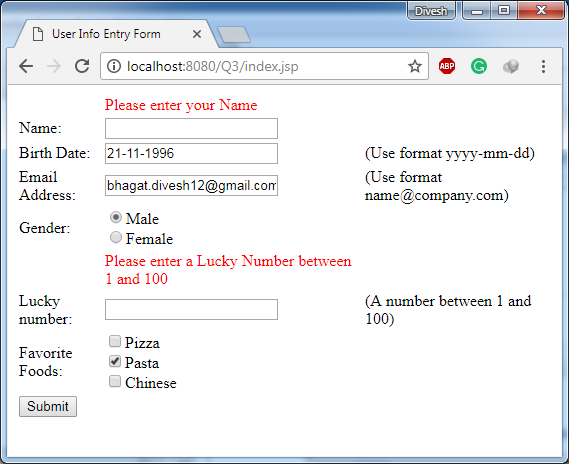 Divesh
User Info Entry Form
localhost:8080/Q3/index.jsp
ABP
Please enter your Name
Name:
Birth Date: 21-11-1996 (Use format yyyy-mm-dd)
Email Address: bhagat.divesh12@gmail.com (Use format name@company.com)
Gender:
Male
Female
Please enter a Lucky Number between
1 and 100
Lucky number: (A number between 1 and 100)
Favorite Foods:
Pizza
Pasta
Chinese
Submit